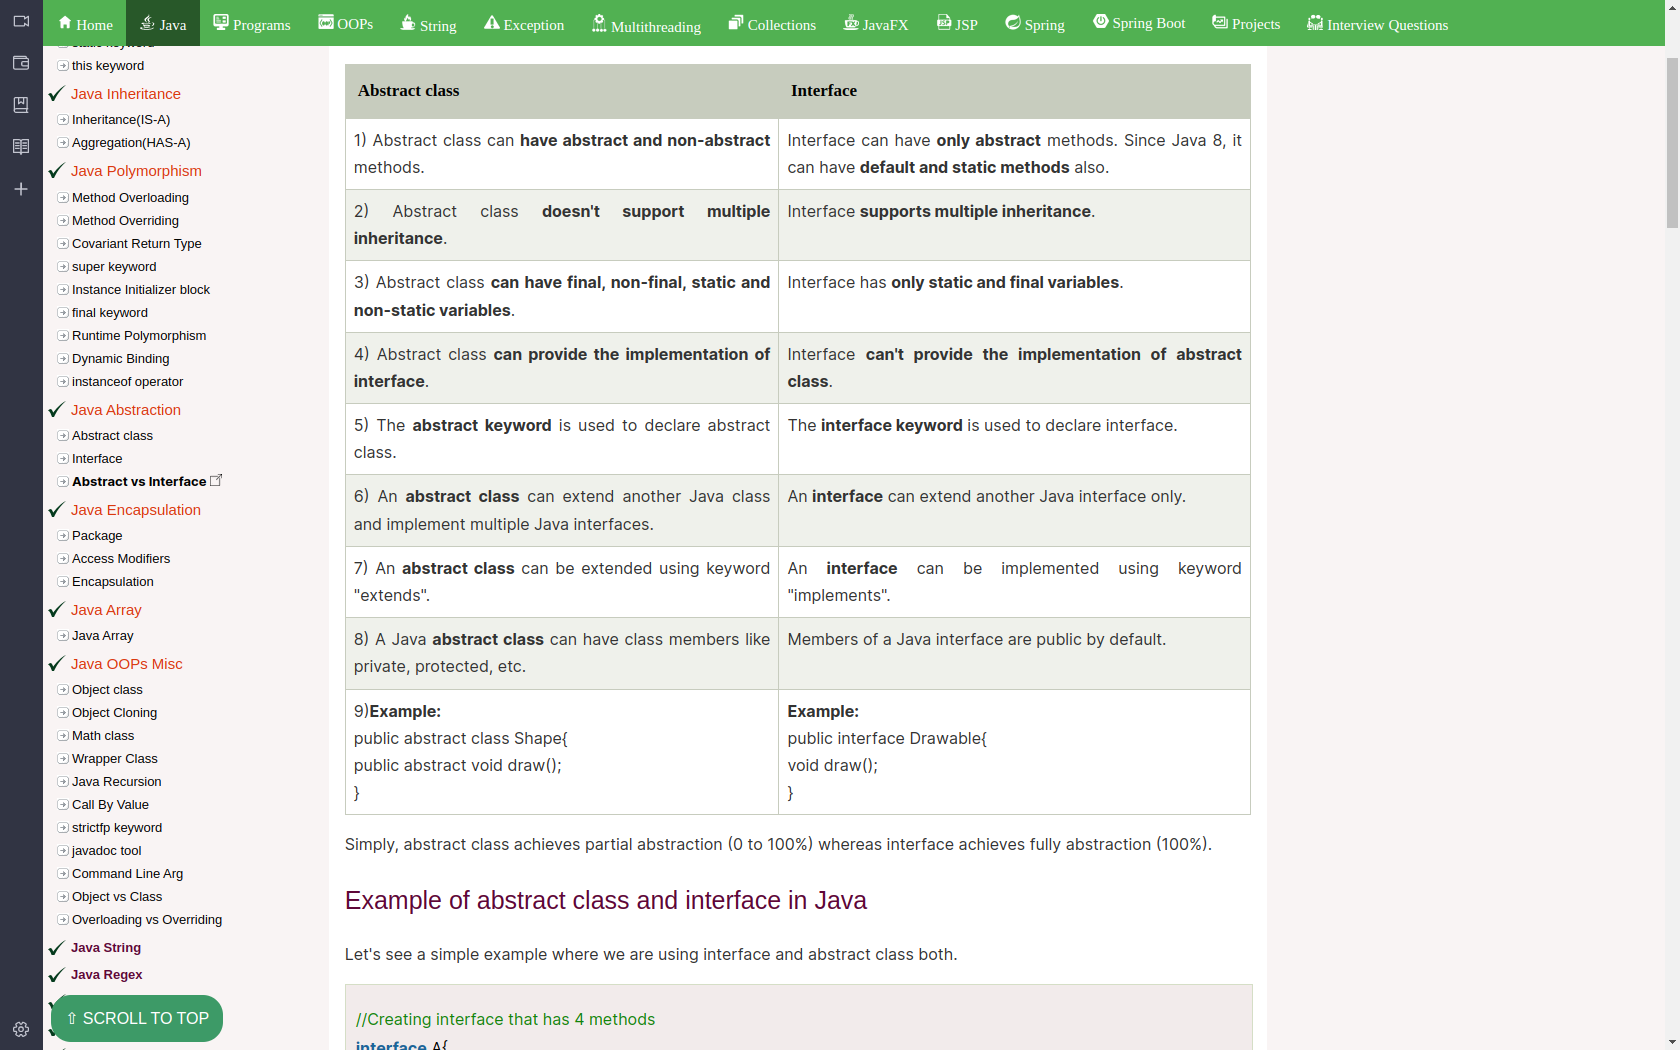 Home Java Programs OOPs String Exception Multithreading Collections JavaFX JSP Spring Spring Boot Projects Interview Questions
static keyword
this keyword
Java Inheritance
Inheritance(IS-A)
Aggregation(HAS-A)
Java Polymorphism
Method Overloading
Method Overriding
Covariant Return Type
super keyword
Instance Initializer block
final keyword
Runtime Polymorphism
Dynamic Binding
instanceof operator
Java Abstraction
Abstract class
Interface
Abstract vs Interface
Java Encapsulation
Package
Access Modifiers
Encapsulation
Java Array
Java Array
Java OOPs Misc
Object class
Object Cloning
Math class
Wrapper Class
Java Recursion
Call By Value
strictfp keyword
javadoc tool
Command Line Arg
Object vs Class
Overloading vs Overriding
Java String
Java Regex
⇧ SCROLL TO TOP
Abstract class
Interface
1) Abstract class can have abstract and non-abstract
methods.
Interface can have only abstract methods. Since Java 8, it
can have default and static methods also.
2) Abstract class doesn't support multiple
inheritance.
Interface supports multiple inheritance.
3) Abstract class can have final, non-final, static and
non-static variables.
Interface has only static and final variables.
4) Abstract class can provide the implementation of
interface.
Interface can't provide the implementation of abstract
class.
5) The abstract keyword is used to declare abstract
class.
The interface keyword is used to declare interface.
6) An abstract class can extend another Java class
and implement multiple Java interfaces.
An interface can extend another Java interface only.
7) An abstract class can be extended using keyword
"extends".
An interface can be implemented using keyword
"implements".
8) A Java abstract class can have class members like
private, protected, etc.
Members of a Java interface are public by default.
9)Example:
public abstract class Shape{
public abstract void draw();
}
Example:
public interface Drawable{
void draw();
}
Simply, abstract class achieves partial abstraction (0 to 100%) whereas interface achieves fully abstraction (100%).
Example of abstract class and interface in Java
Let's see a simple example where we are using interface and abstract class both.
//Creating interface that has 4 methods
interface A{